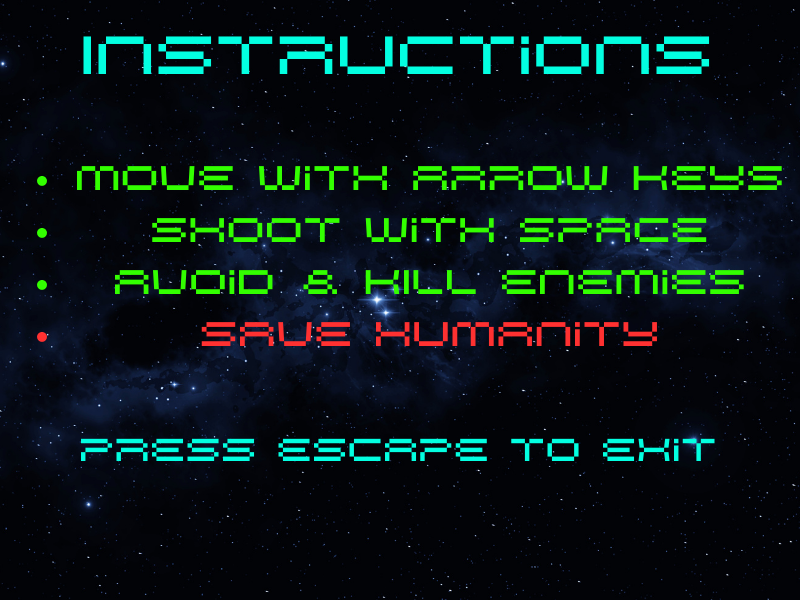 INSTRUCTIONS
• MOVE WITH ARROW KEYS
• SHOOT WITH SPACE
• AVOID & KILL ENEMIES
• SAVE HUMANITY
PRESS ESCAPE TO EXIT